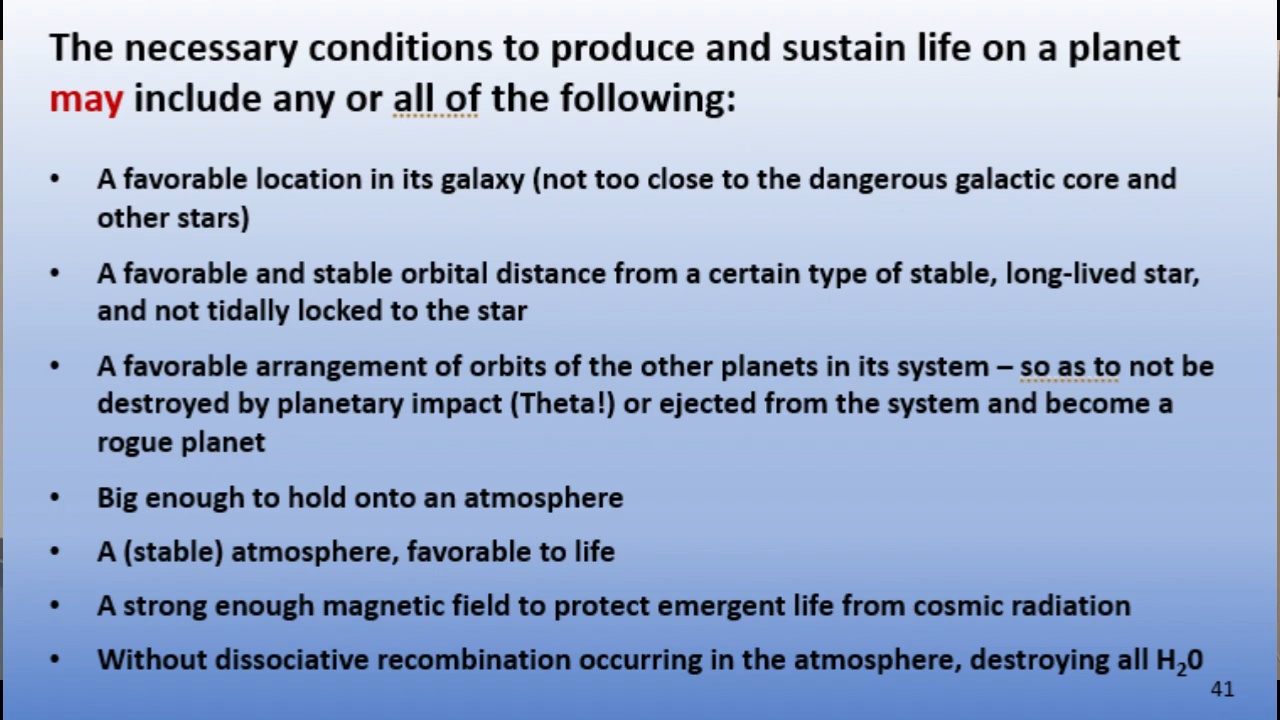 The necessary conditions to produce and sustain life on a planet
may include any or all of the following:
• A favorable location in its galaxy (not too close to the dangerous galactic core and
other stars)
• A favorable and stable orbital distance from a certain type of stable, long-lived star,
and not tidally locked to the star
• A favorable arrangement of orbits of the other planets in its system – so as to not be
destroyed by planetary impact (Theta!) or ejected from the system and become a
rogue planet
• Big enough to hold onto an atmosphere
• A (stable) atmosphere, favorable to life
• A strong enough magnetic field to protect emergent life from cosmic radiation
• Without dissociative recombination occurring in the atmosphere, destroying all H₂0
41